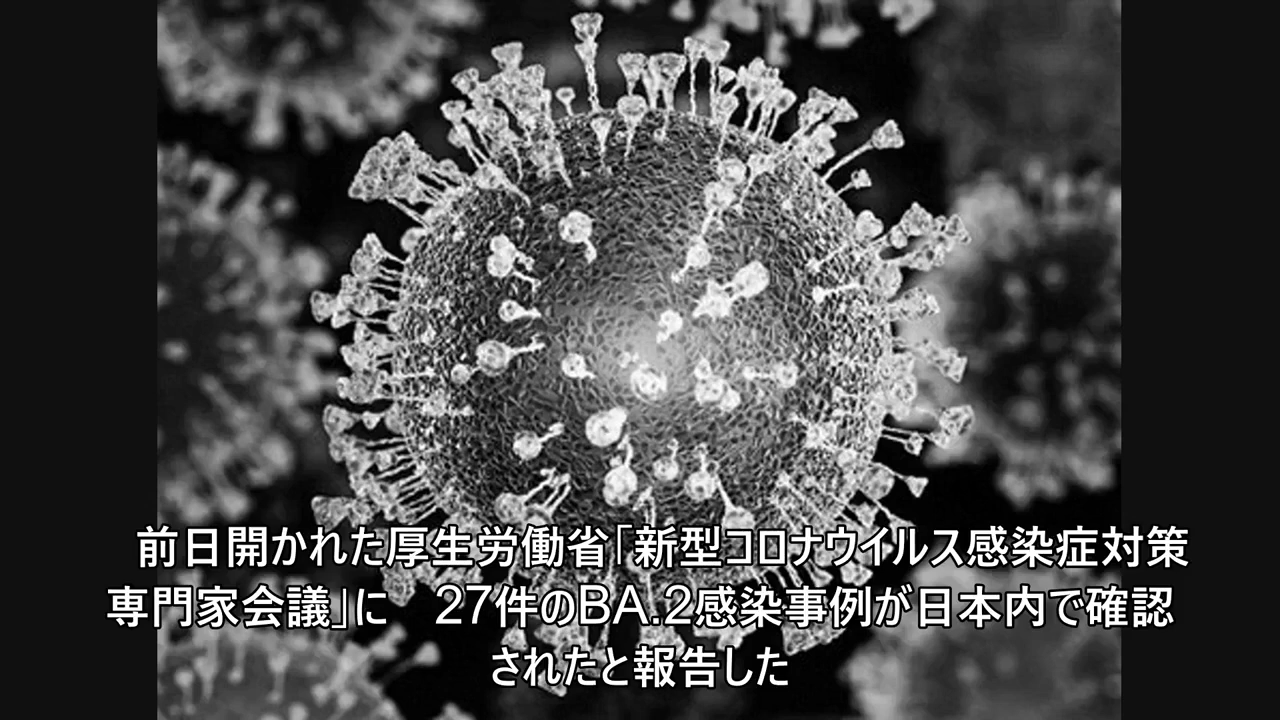 前日開かれた厚生労働省「新型コロナウイルス感染症対策
専門家会議」に　27件のBA.2感染事例が日本内で確認
されたと報告した